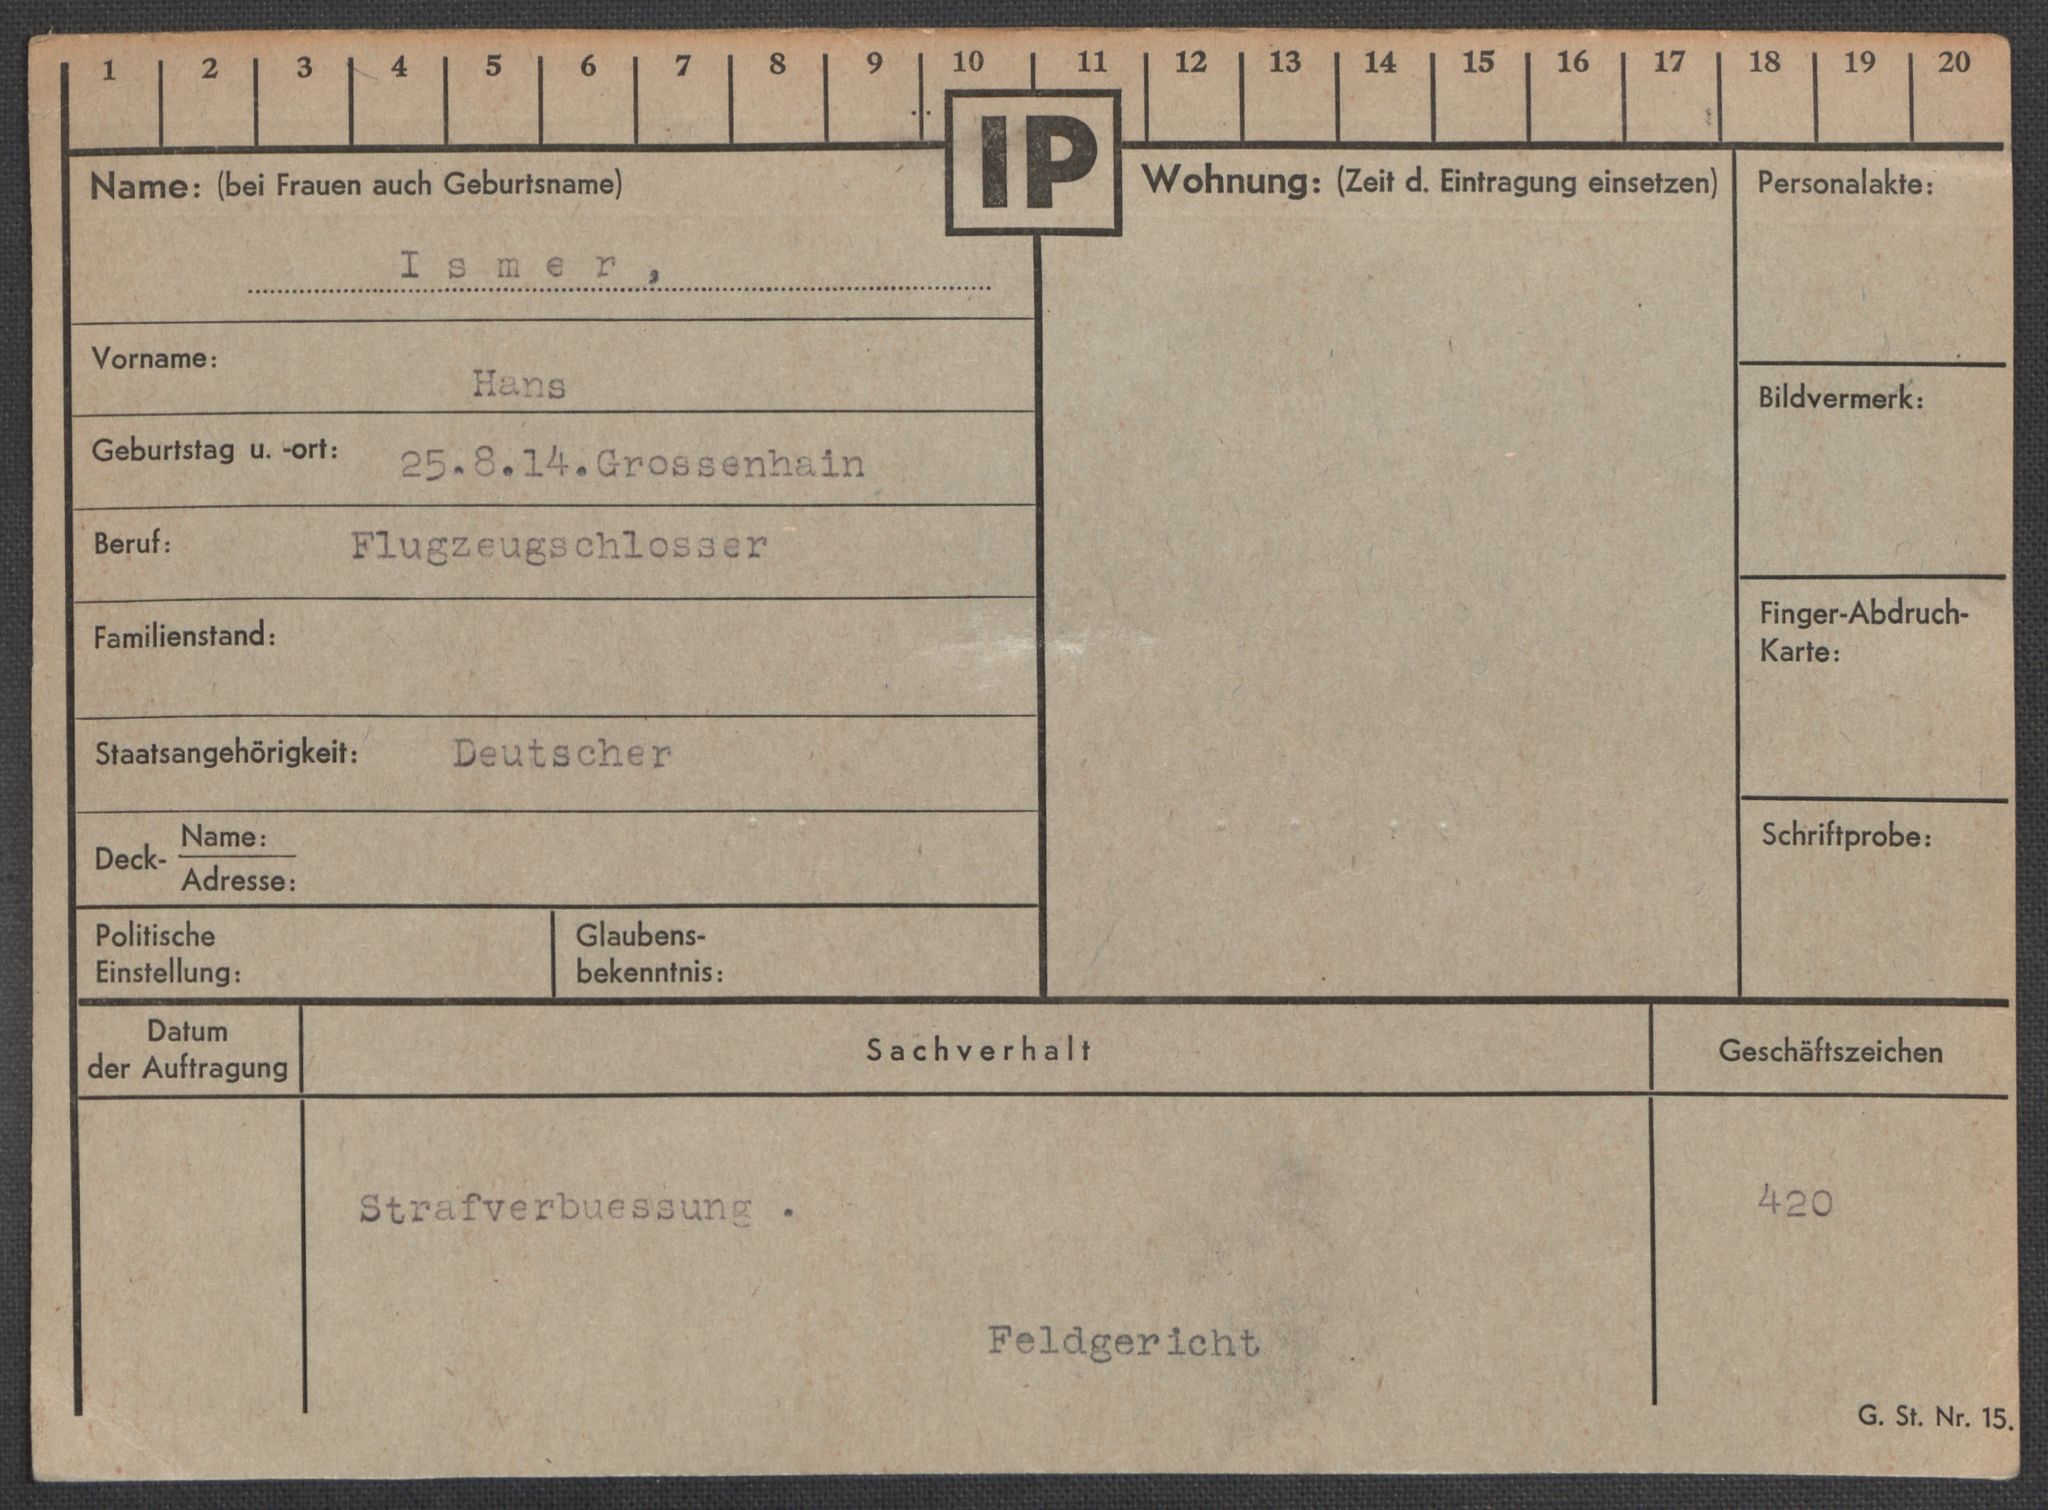 1 2 3 4 5 6 7 8 9 10 11 12 13 14 15 16 17 18 19 20
IP
Name: (bei Frauen auch Geburtsname)
Ismer,
Vorname:
Hans
Geburtstag u. -ort: 25.8.14.Grossenhain
Beruf: Flugzeugschlosser
Familienstand:
Staatsangehörigkeit: Deutscher
Deck- Name:
Adresse:
Politische
Einstellung:
Glaubens-
bekenntnis:
Wohnung: (Zeit d. Eintragung einsetzen)
Personalakte:
Bildvermerk:
Finger-Abdruch-
Karte:
Schriftprobe:
Datum
der Auftragung
Sachverhalt
Geschäftszeichen
Strafverbuessung . 420
Feldgericht
G. St. Nr. 15.